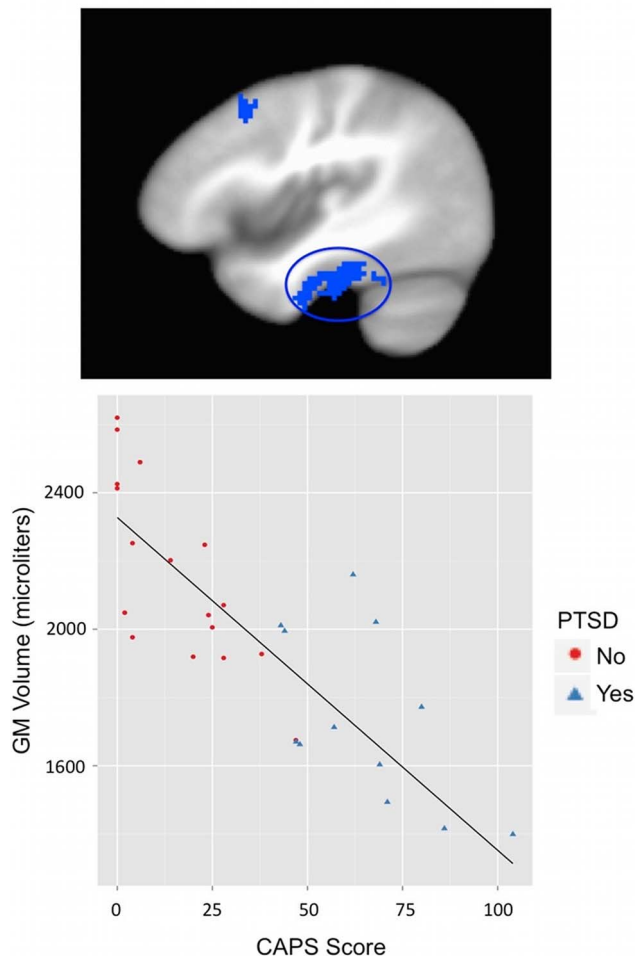 2400
2000
1600
GM Volume (microliters)
0 25 50 75 100
CAPS Score
PTSD
No
Yes